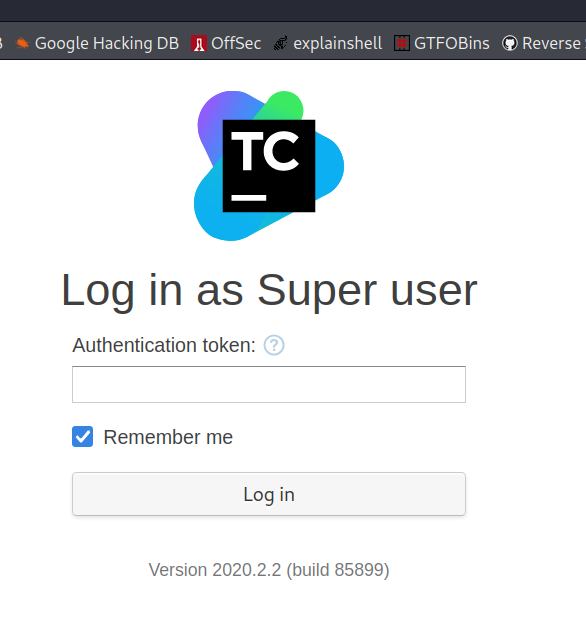 Google Hacking DB OffSec explainshell GTFOBins Reverse
TC
Log in as Super user
Authentication token: ?
Remember me
Log in
Version 2020.2.2 (build 85899)